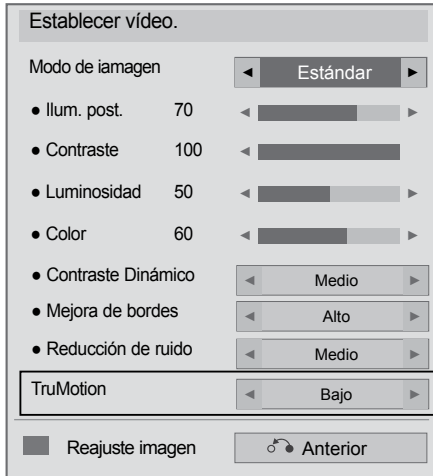 Establecer vídeo.
Modo de iamagen ◄ Estándar ►
● Ilum. post. 70 ◄ ►
● Contraste 100 ◄
● Luminosidad 50 ◄ ►
● Color 60 ◄ ►
● Contraste Dinámico ◄ Medio ►
● Mejora de bordes ◄ Alto ►
● Reducción de ruido ◄ Medio ►
TruMotion ◄ Bajo ►
Reajuste imagen Anterior